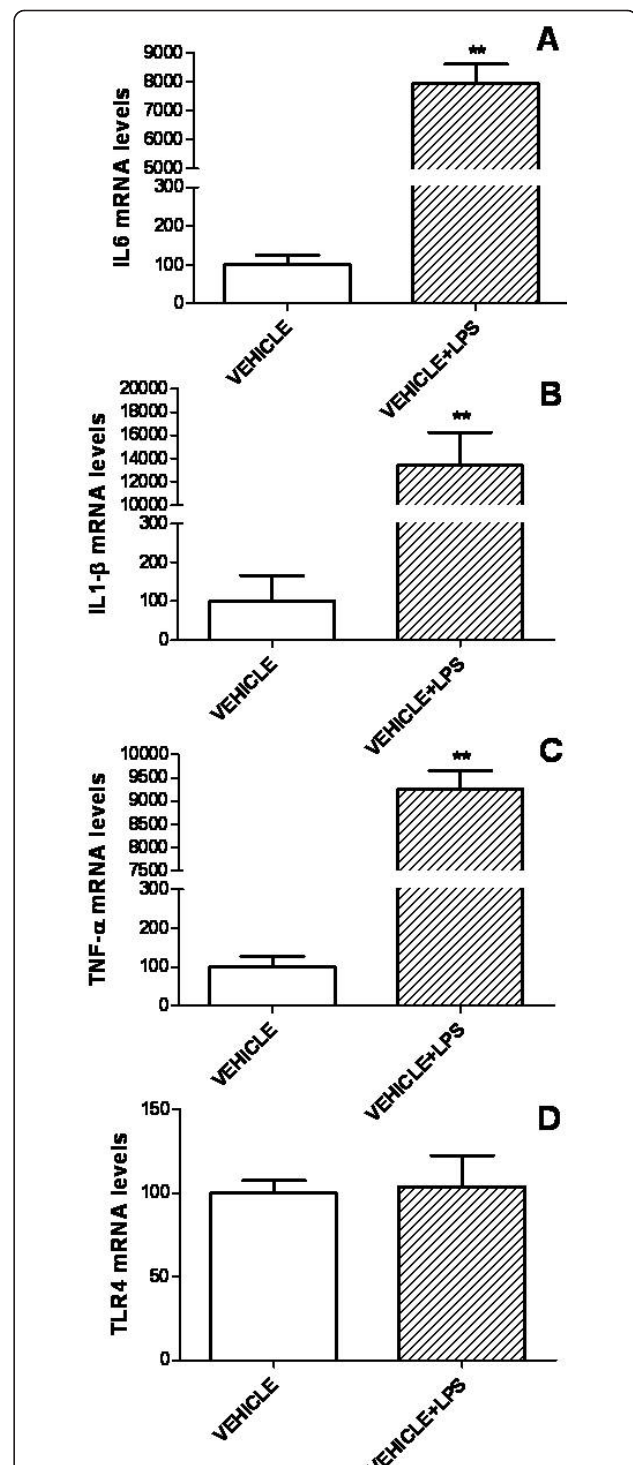 A
IL6 mRNA levels
9000
8000
7000
6000
5000
300
200
100
0
**
VEHICLE
VEHICLE+LPS
B
IL1-β mRNA levels
20000
18000
16000
14000
12000
10000
300
200
100
0
**
VEHICLE
VEHICLE+LPS
C
TNF-α mRNA levels
10000
9500
9000
8500
8000
7500
300
200
100
0
**
VEHICLE
VEHICLE+LPS
D
TLR4 mRNA levels
150
100
50
0
VEHICLE
VEHICLE+LPS